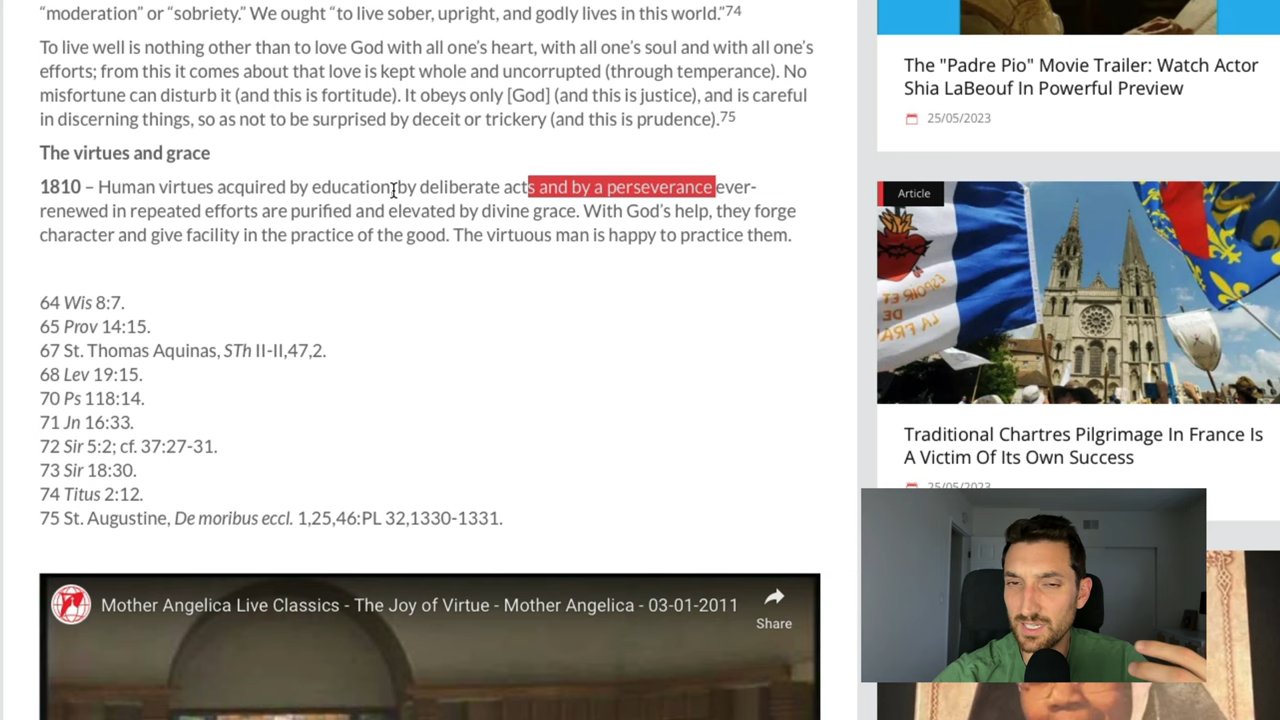 “moderation” or “sobriety.” We ought “to live sober, upright, and godly lives in this world.”74
To live well is nothing other than to love God with all one’s heart, with all one’s soul and with all one’s
efforts; from this it comes about that love is kept whole and uncorrupted (through temperance). No
misfortune can disturb it (and this is fortitude). It obeys only [God] (and this is justice), and is careful
in discerning things, so as not to be surprised by deceit or trickery (and this is prudence).75
The virtues and grace
1810 – Human virtues acquired by education, by deliberate acts and by a perseverance ever-
renewed in repeated efforts are purified and elevated by divine grace. With God’s help, they forge
character and give facility in the practice of the good. The virtuous man is happy to practice them.
64 Wis 8:7.
65 Prov 14:15.
67 St. Thomas Aquinas, STh II-II,47,2.
68 Lev 19:15.
70 Ps 118:14.
71 Jn 16:33.
72 Sir 5:2; cf. 37:27-31.
73 Sir 18:30.
74 Titus 2:12.
75 St. Augustine, De moribus eccl. 1,25,46:PL 32,1330-1331.
Mother Angelica Live Classics - The Joy of Virtue - Mother Angelica - 03-01-2011
Share
The "Padre Pio" Movie Trailer: Watch Actor
Shia LaBeouf In Powerful Preview
25/05/2023
Article
ESPOIR ET
DE
LA FRA
Traditional Chartres Pilgrimage In France Is
A Victim Of Its Own Success
25/05/2023